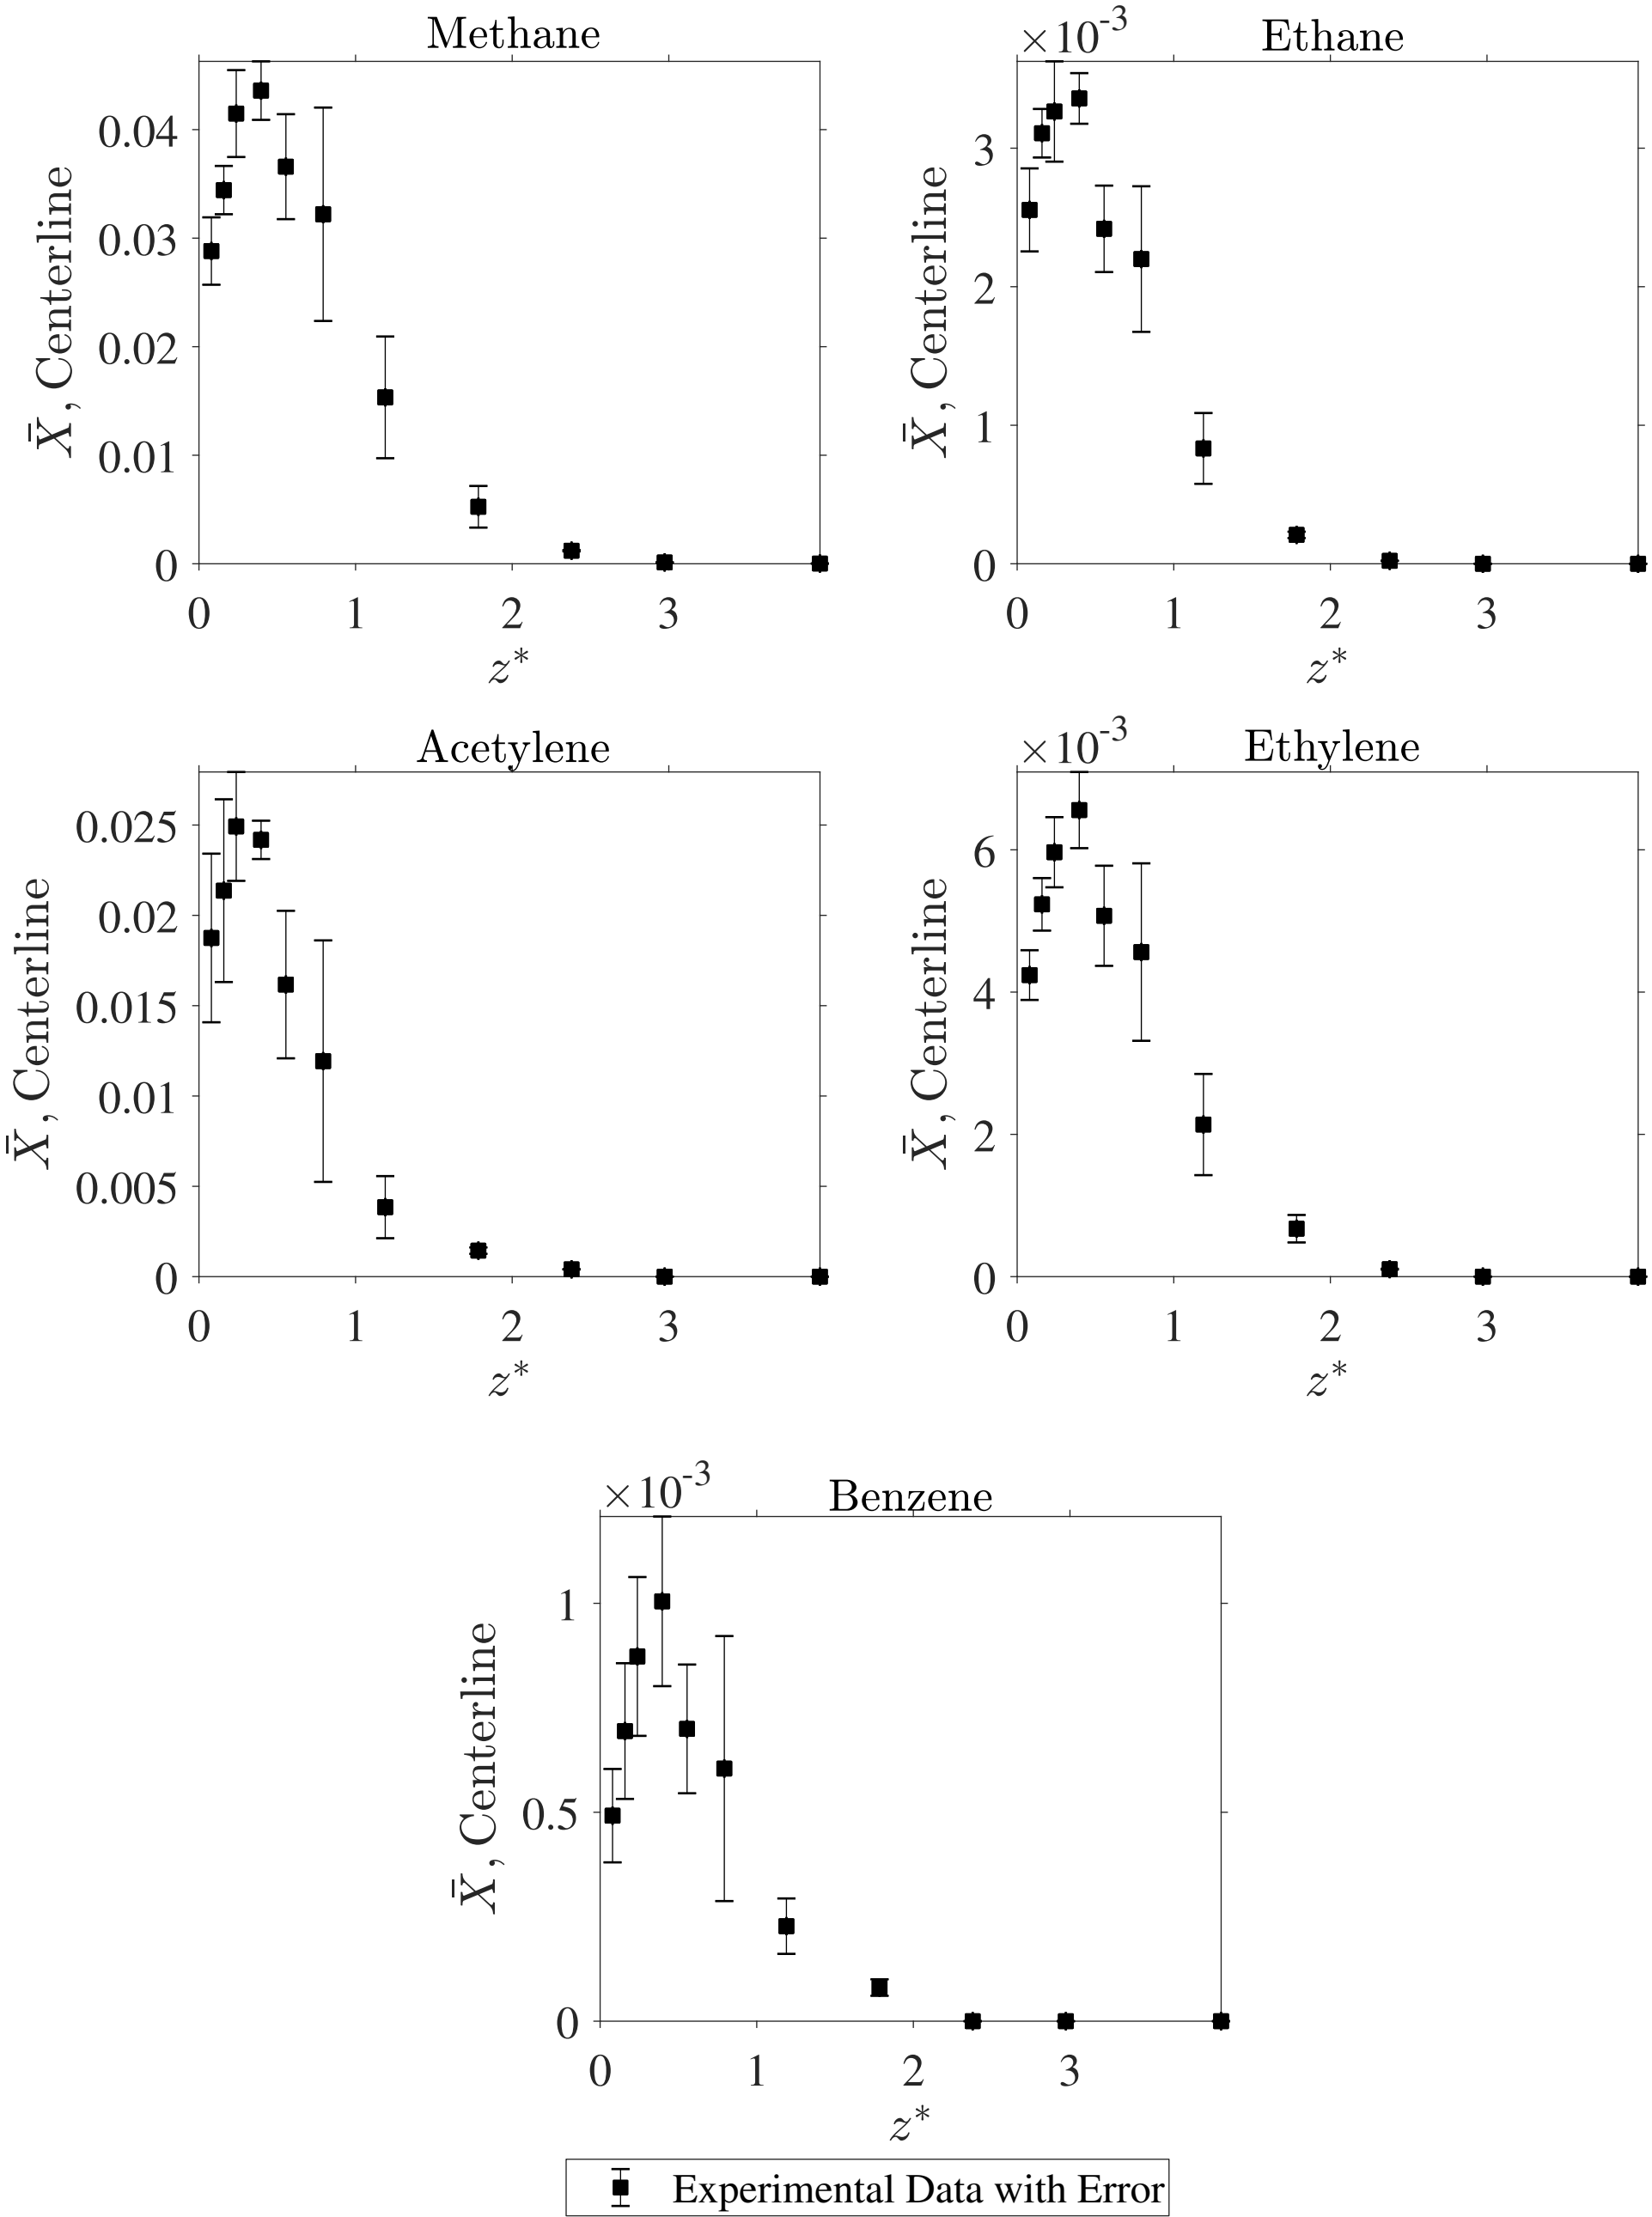 Methane
X̄, Centerline
0.04
0.03
0.02
0.01
0
0 1 2 3
z*
×10⁻³
Ethane
X̄, Centerline
3
2
1
0
0 1 2 3
z*
Acetylene
X̄, Centerline
0.025
0.02
0.015
0.01
0.005
0
0 1 2 3
z*
×10⁻³
Ethylene
X̄, Centerline
6
4
2
0
0 1 2 3
z*
×10⁻³
Benzene
X̄, Centerline
1
0.5
0
0 1 2 3
z*
Experimental Data with Error